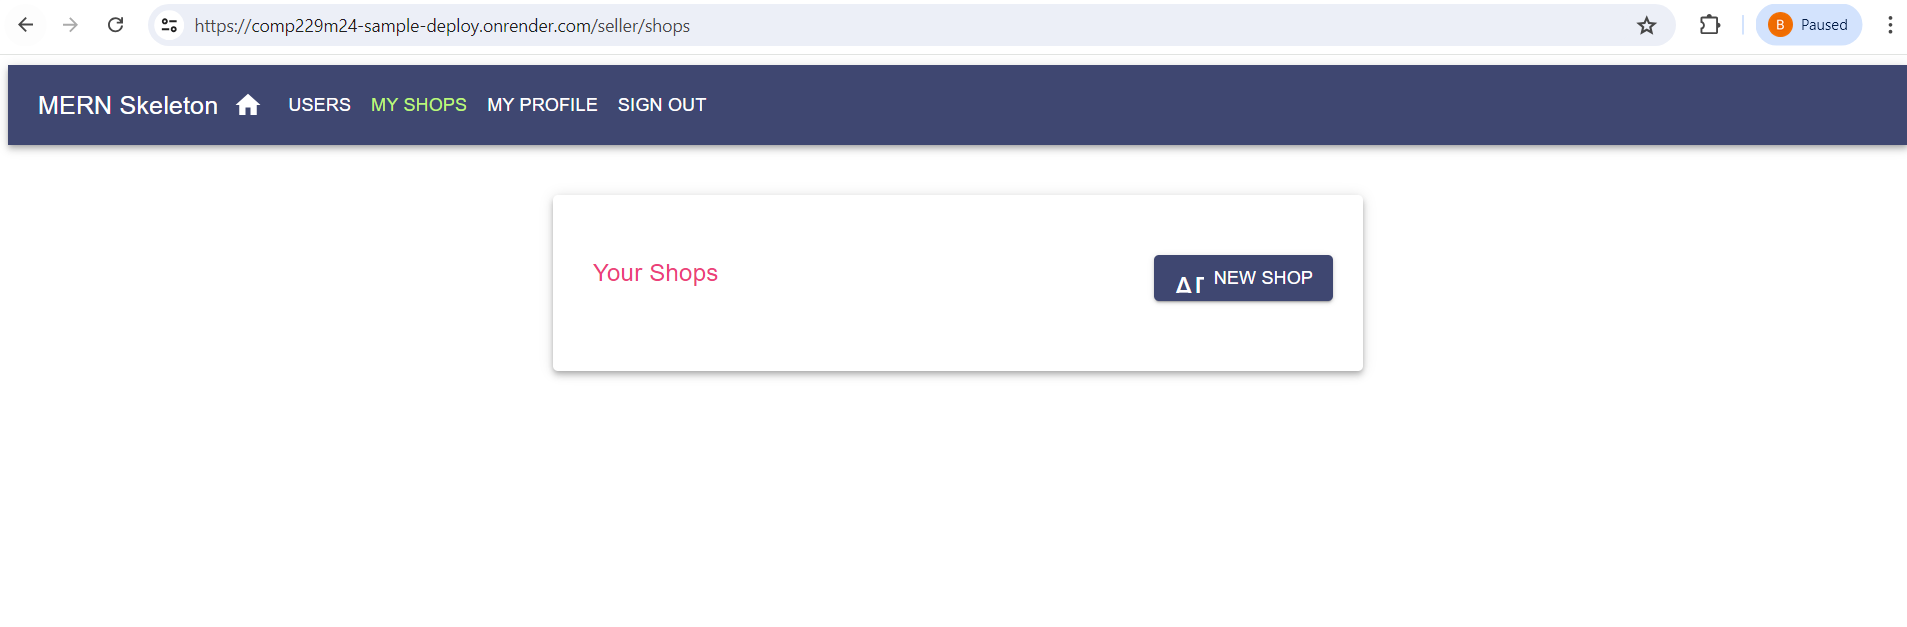 https://comp229m24-sample-deploy.onrender.com/seller/shops
B Paused
MERN Skeleton USERS MY SHOPS MY PROFILE SIGN OUT
Your Shops
NEW SHOP